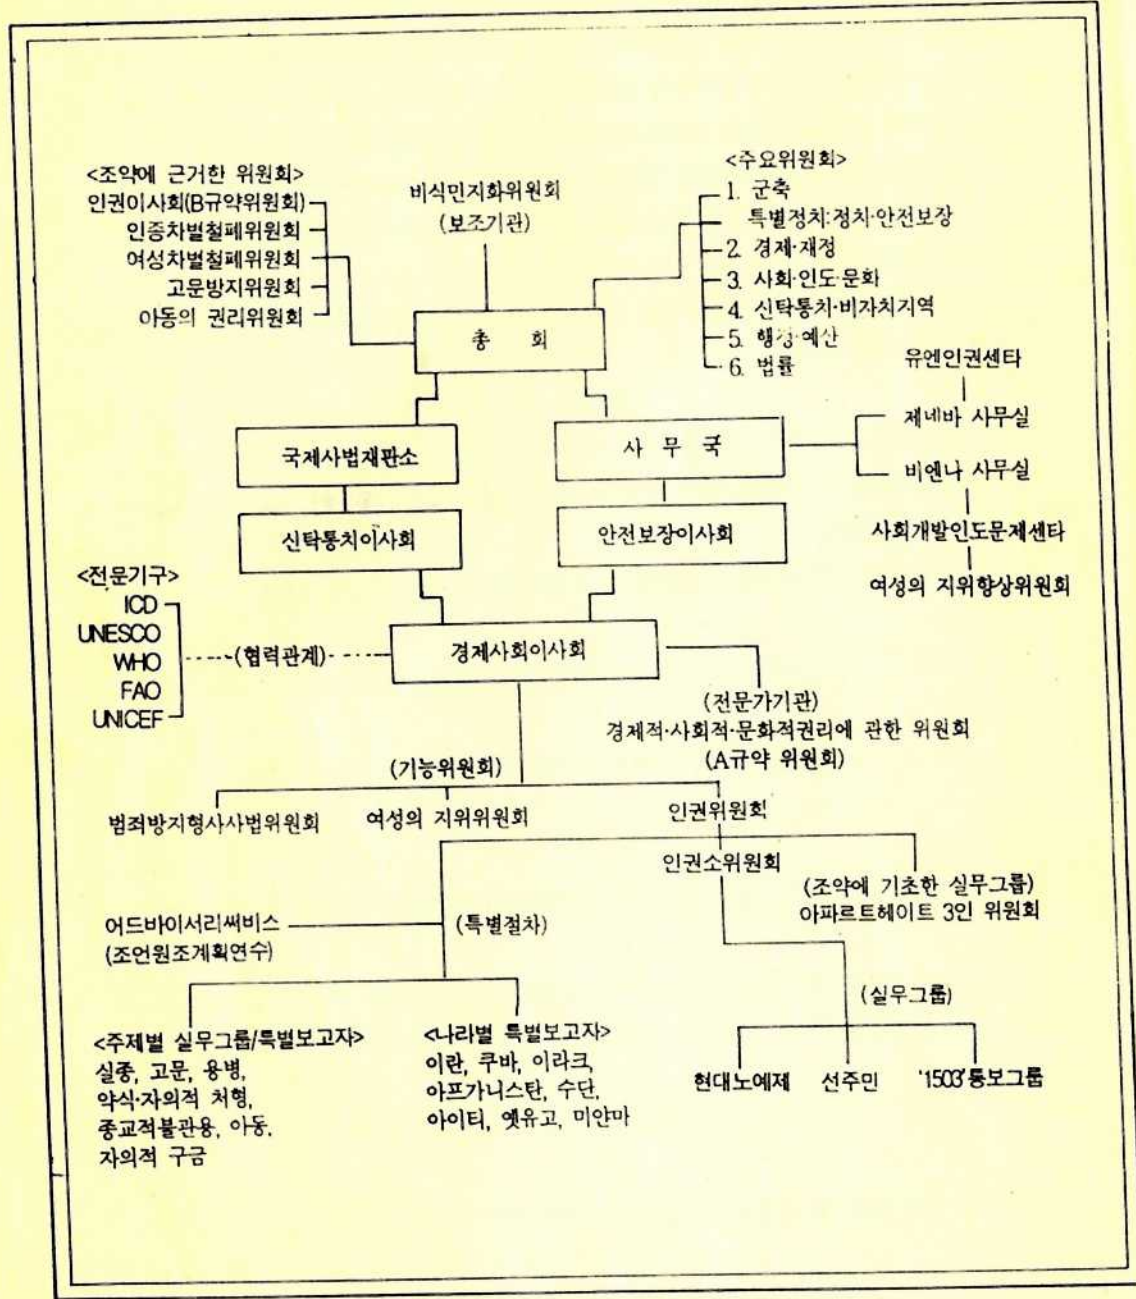 <조약에 근거한 위원회>
인권이사회(B규약위원회)
인종차별철폐위원회
여성차별철폐위원회
고문방지위원회
아동의 권리위원회
비식민지화위원회
(보조기관)
<주요위원회>
1. 군축
특별정치:정치·안전보장
2. 경제·재정
3. 사회·인도·문화
4. 신탁통치·비자치지역
5. 행정·예산
6. 법률
총 회
유엔인권센타
제네바 사무실
비엔나 사무실
사회개발인도문제센타
여성의 지위향상위원회
국제사법재판소
사 무 국
신탁통치이사회
안전보장이사회
<전문기구>
ICD
UNESCO
WHO
FAO
UNICEF
(협력관계)
경제사회이사회
(전문가기관)
경제적·사회적·문화적권리에 관한 위원회
(A규약 위원회)
(기능위원회)
범죄방지형사사법위원회
여성의 지위위원회
인권위원회
인권소위원회
(조약에 기초한 실무그룹)
아파르트헤이트 3인 위원회
어드바이서리써비스
(조언원조계획연수)
(특별절차)
(실무그룹)
<주제별 실무그룹/특별보고자>
실종, 고문, 용병,
약식·자의적 처형,
종교적불관용, 아동,
자의적 구금
<나라별 특별보고자>
이란, 쿠바, 이라크,
아프가니스탄, 수단,
아이티, 옛유고, 미얀마
현대노예제
선주민
'1503'통보그룹